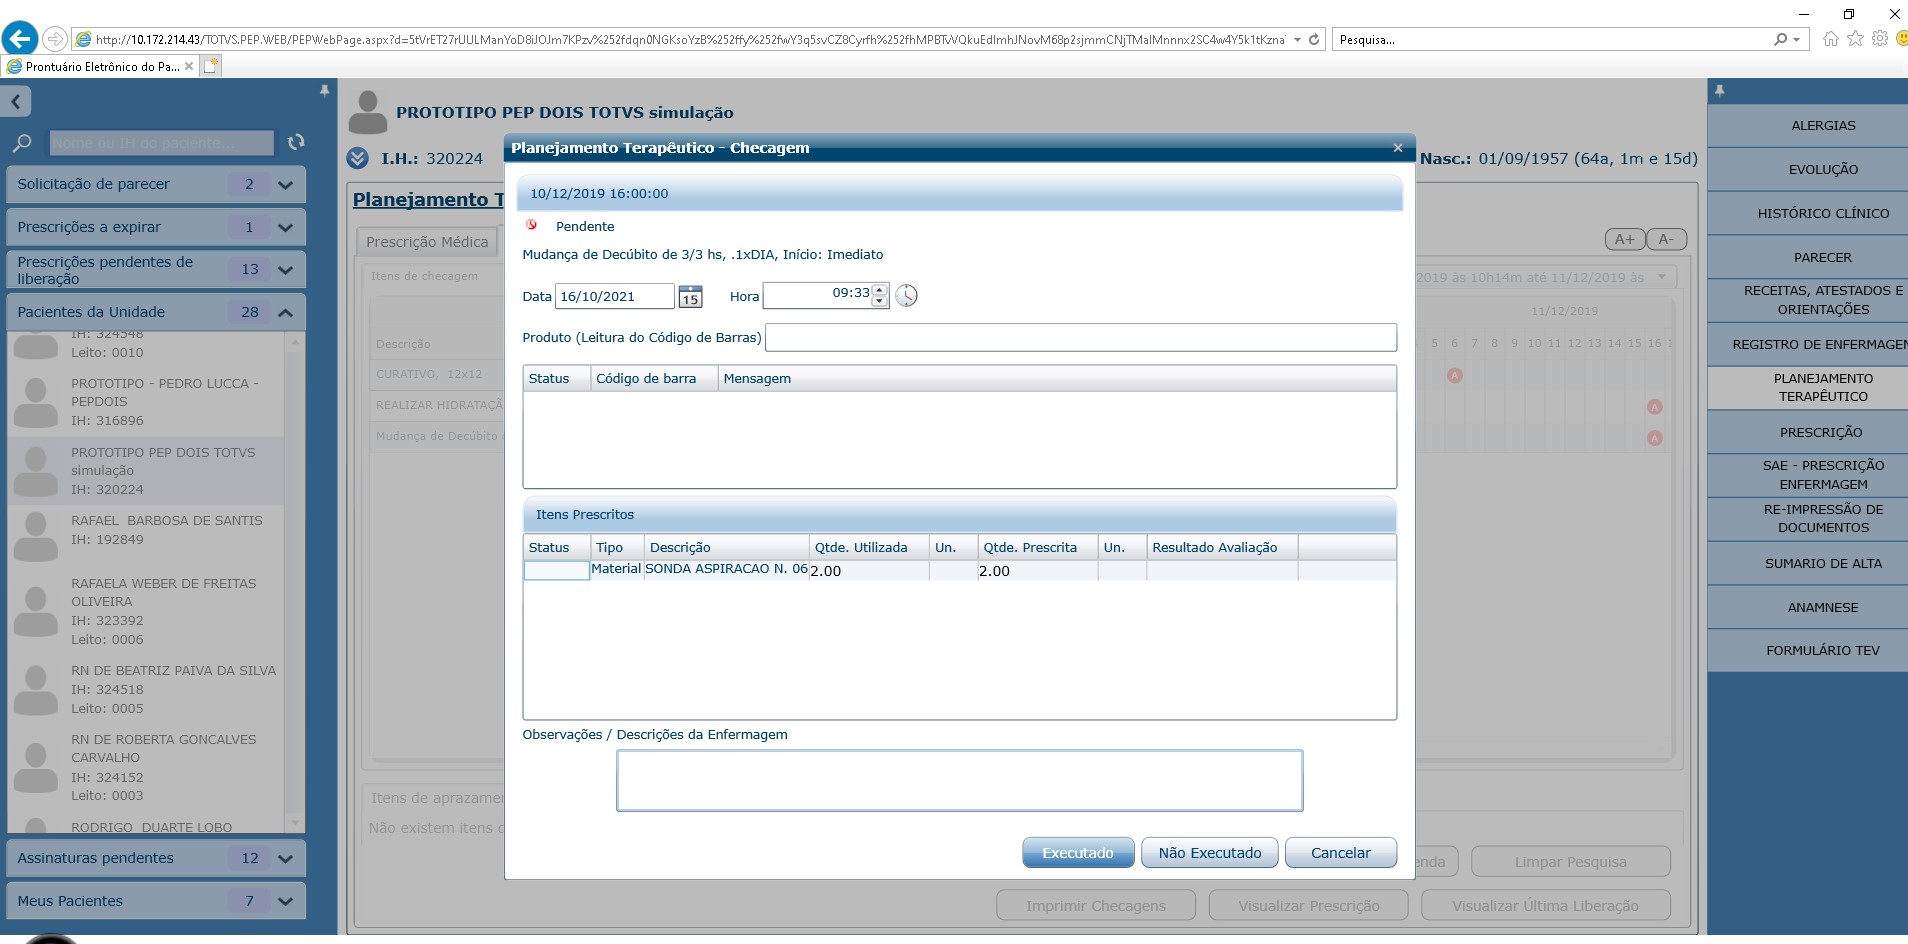 http://10.172.214.43/TOTVS.PEP.WEB/PEPWebPage.aspx?d=
Pesquisa...
Prontuário Eletrônico do Pa...
Nome ou IH do paciente...
Solicitação de parecer 2
Prescrições a expirar 1
Prescrições pendentes de
liberação 13
Pacientes da Unidade 28
IH: 324548
Leito: 0010
PROTOTIPO - PEDRO LUCCA -
PEPDOIS
IH: 316896
PROTOTIPO PEP DOIS TOTVS
simulação
IH: 320224
RAFAEL BARBOSA DE SANTIS
IH: 192849
RAFAELA WEBER DE FREITAS
OLIVEIRA
IH: 323392
Leito: 0006
RN DE BEATRIZ PAIVA DA SILVA
IH: 324518
Leito: 0005
RN DE ROBERTA GONCALVES
CARVALHO
IH: 324152
Leito: 0003
RODRIGO DUARTE LOBO
Assinaturas pendentes 12
Meus Pacientes 7
PROTOTIPO PEP DOIS TOTVS simulação
I.H.: 320224
Nasc.: 01/09/1957 (64a, 1m e 15d)
Planejamento T
Prescrição Médica
A+ A-
Itens de checagem
2019 às 10h14m até 11/12/2019 às
11/12/2019
Descrição
5 6 7 8 9 10 11 12 13 14 15 16
CURATIVO, 12x12
A
REALIZAR HIDRATAÇÃ
A
Mudança de Decúbito
A
Itens de aprazamen
Não existem itens
enda
Limpar Pesquisa
Imprimir Checagens
Visualizar Prescrição
Visualizar Última Liberação
Planejamento Terapêutico - Checagem
10/12/2019 16:00:00
Pendente
Mudança de Decúbito de 3/3 hs, .1xDIA, Início: Imediato
Data 16/10/2021 15 Hora 09:33
Produto (Leitura do Código de Barras)
Status Código de barra Mensagem
Itens Prescritos
Status Tipo Descrição Qtde. Utilizada Un. Qtde. Prescrita Un. Resultado Avaliação
Material SONDA ASPIRACAO N. 06 2.00 2.00
Observações / Descrições da Enfermagem
Executado Não Executado Cancelar
ALERGIAS
EVOLUÇÃO
HISTÓRICO CLÍNICO
PARECER
RECEITAS, ATESTADOS E
ORIENTAÇÕES
REGISTRO DE ENFERMAGEM
PLANEJAMENTO
TERAPÊUTICO
PRESCRIÇÃO
SAE - PRESCRIÇÃO
ENFERMAGEM
RE-IMPRESSÃO DE
DOCUMENTOS
SUMARIO DE ALTA
ANAMNESE
FORMULÁRIO TEV